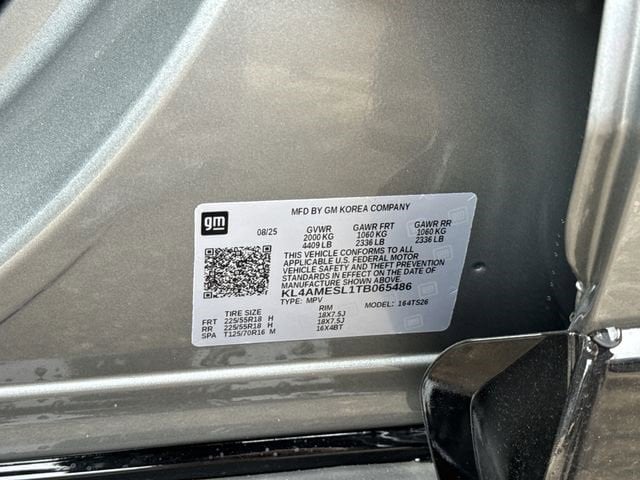 gm
MFD BY GM KOREA COMPANY
08/25 GVWR GAWR FRT GAWR RR
2000 KG 1060 KG 1060 KG
4409 LB 2336 LB 2336 LB
THIS VEHICLE CONFORMS TO ALL
APPLICABLE U.S. FEDERAL MOTOR
VEHICLE SAFETY AND THEFT PREVENTION
STANDARDS IN EFFECT ON THE DATE OF
MANUFACTURE SHOWN ABOVE.
KL4AMESL1TB065486
TYPE: MPV MODEL: 164TS26
TIRE SIZE RIM
FRT 225/55R18 H 18X7.5J
RR 225/55R18 H 18X7.5J
SPA T125/70R16 M 16X4BT